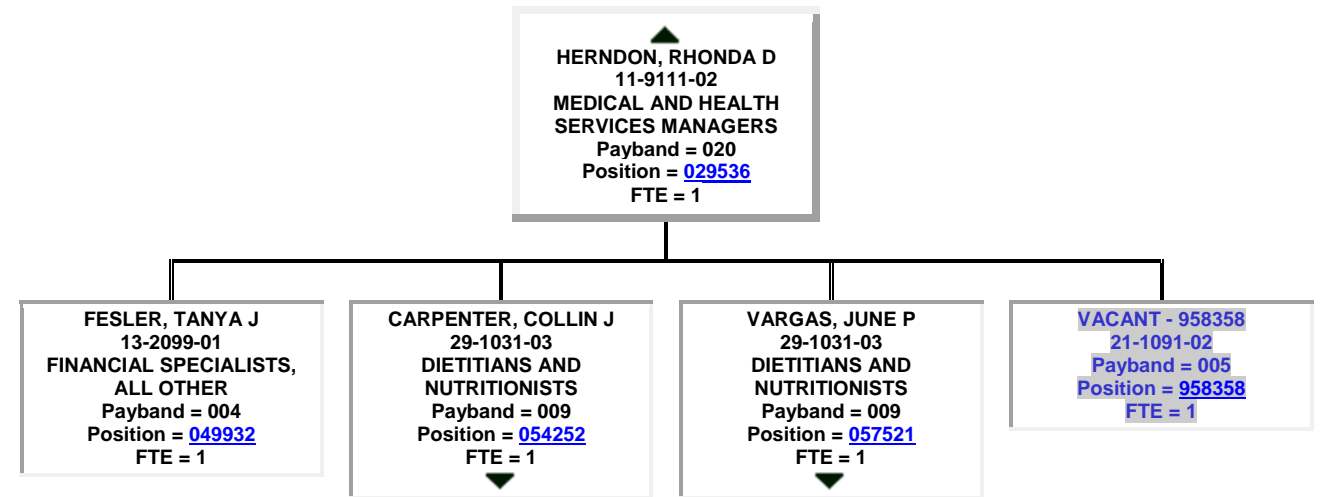 HERNDON, RHONDA D
11-9111-02
MEDICAL AND HEALTH
SERVICES MANAGERS
Payband = 020
Position = 029536
FTE = 1
FESLER, TANYA J
13-2099-01
FINANCIAL SPECIALISTS,
ALL OTHER
Payband = 004
Position = 049932
FTE = 1
CARPENTER, COLLIN J
29-1031-03
DIETITIANS AND
NUTRITIONISTS
Payband = 009
Position = 054252
FTE = 1
VARGAS, JUNE P
29-1031-03
DIETITIANS AND
NUTRITIONISTS
Payband = 009
Position = 057521
FTE = 1
VACANT - 958358
21-1091-02
Payband = 005
Position = 958358
FTE = 1